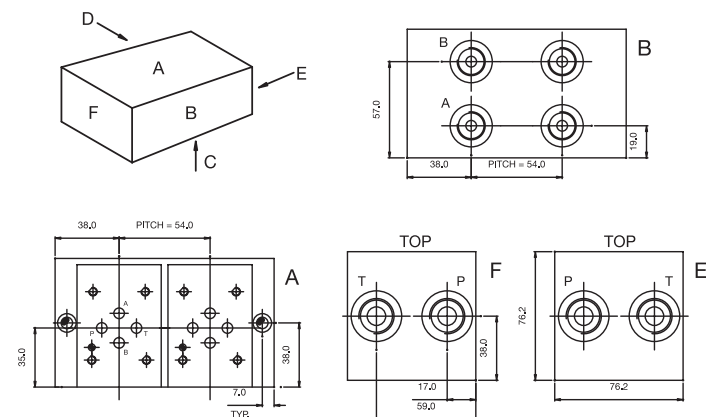 D
A
E
F
B
C
B
B
A
57.0
19.0
38.0
PITCH = 54.0
38.0
PITCH = 54.0
A
A
P
T
B
35.0
38.0
7.0
TYP.
TOP
F
T
P
38.0
17.0
59.0
TOP
E
P
T
76.2
76.2